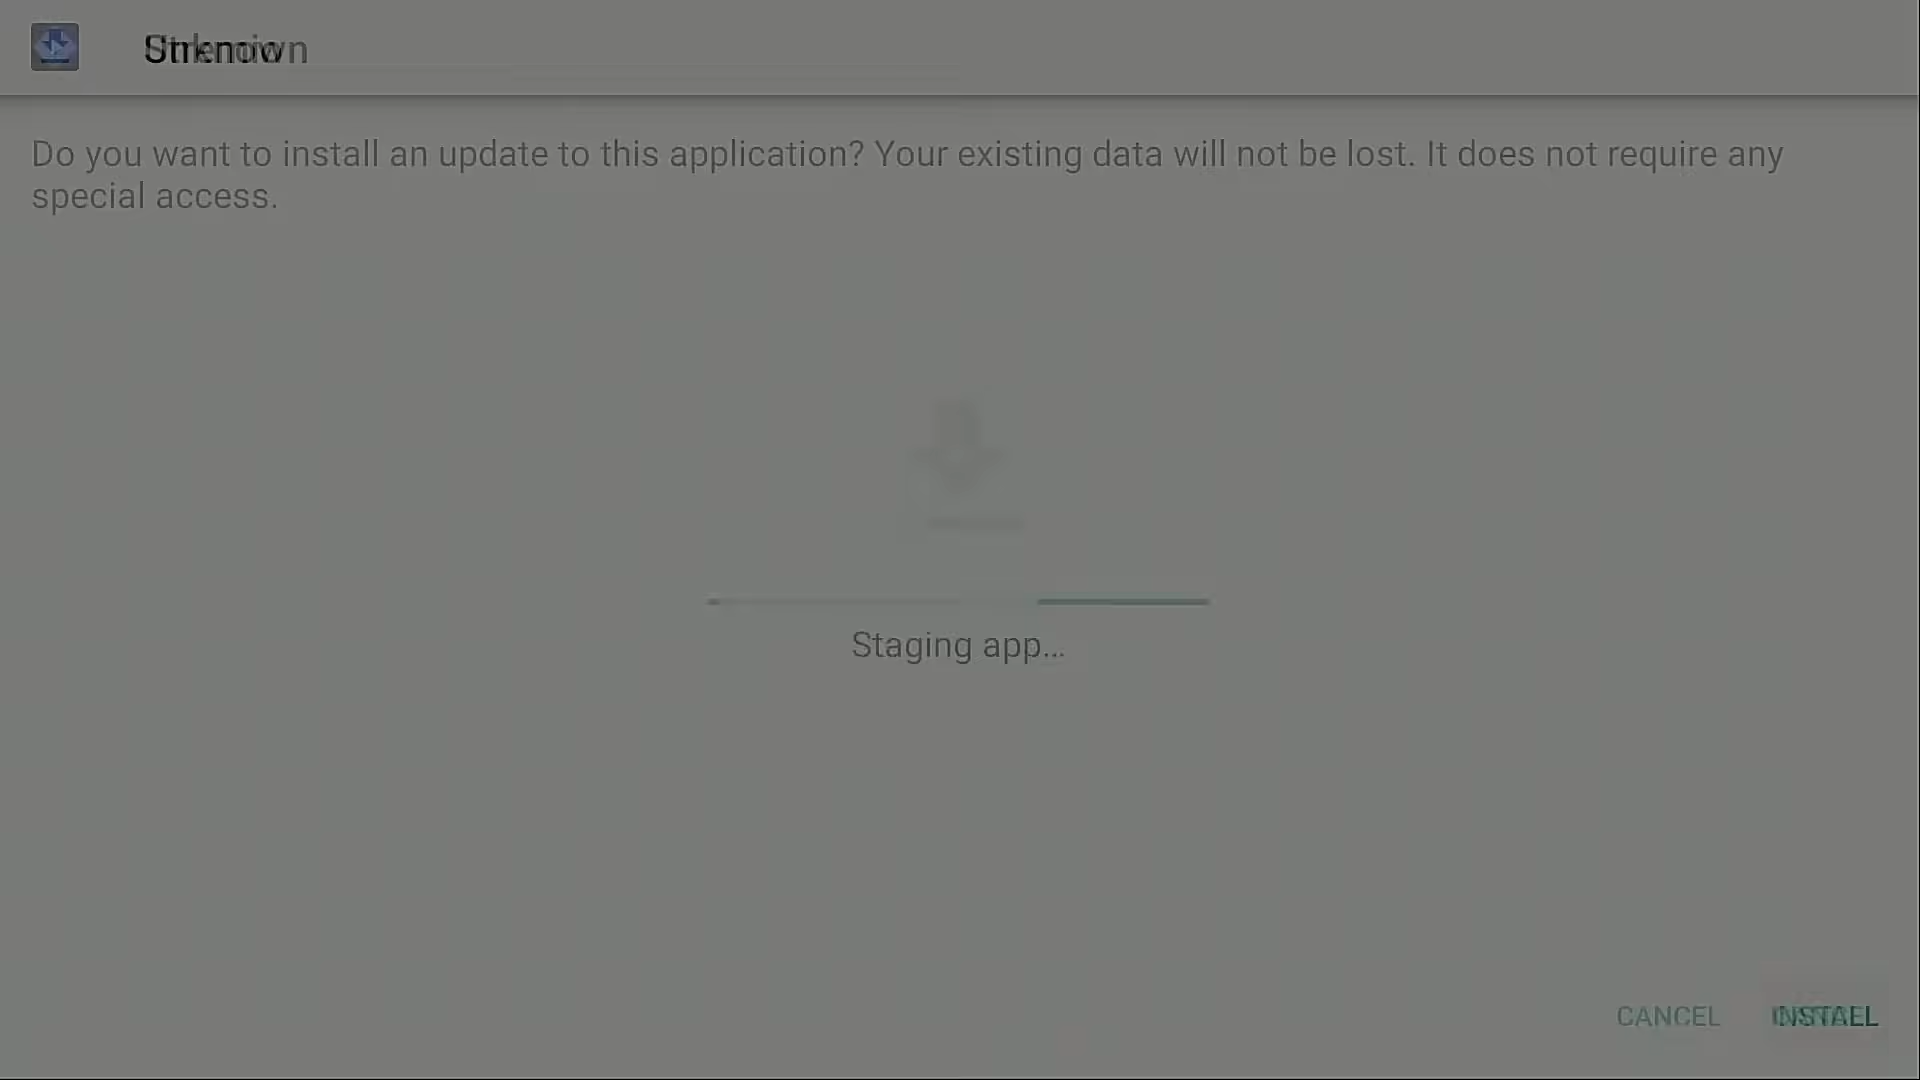 Do you want to install an update to this application? Your existing data will not be lost. It does not require any
special access.
Staging app...
CANCEL
INSTALL